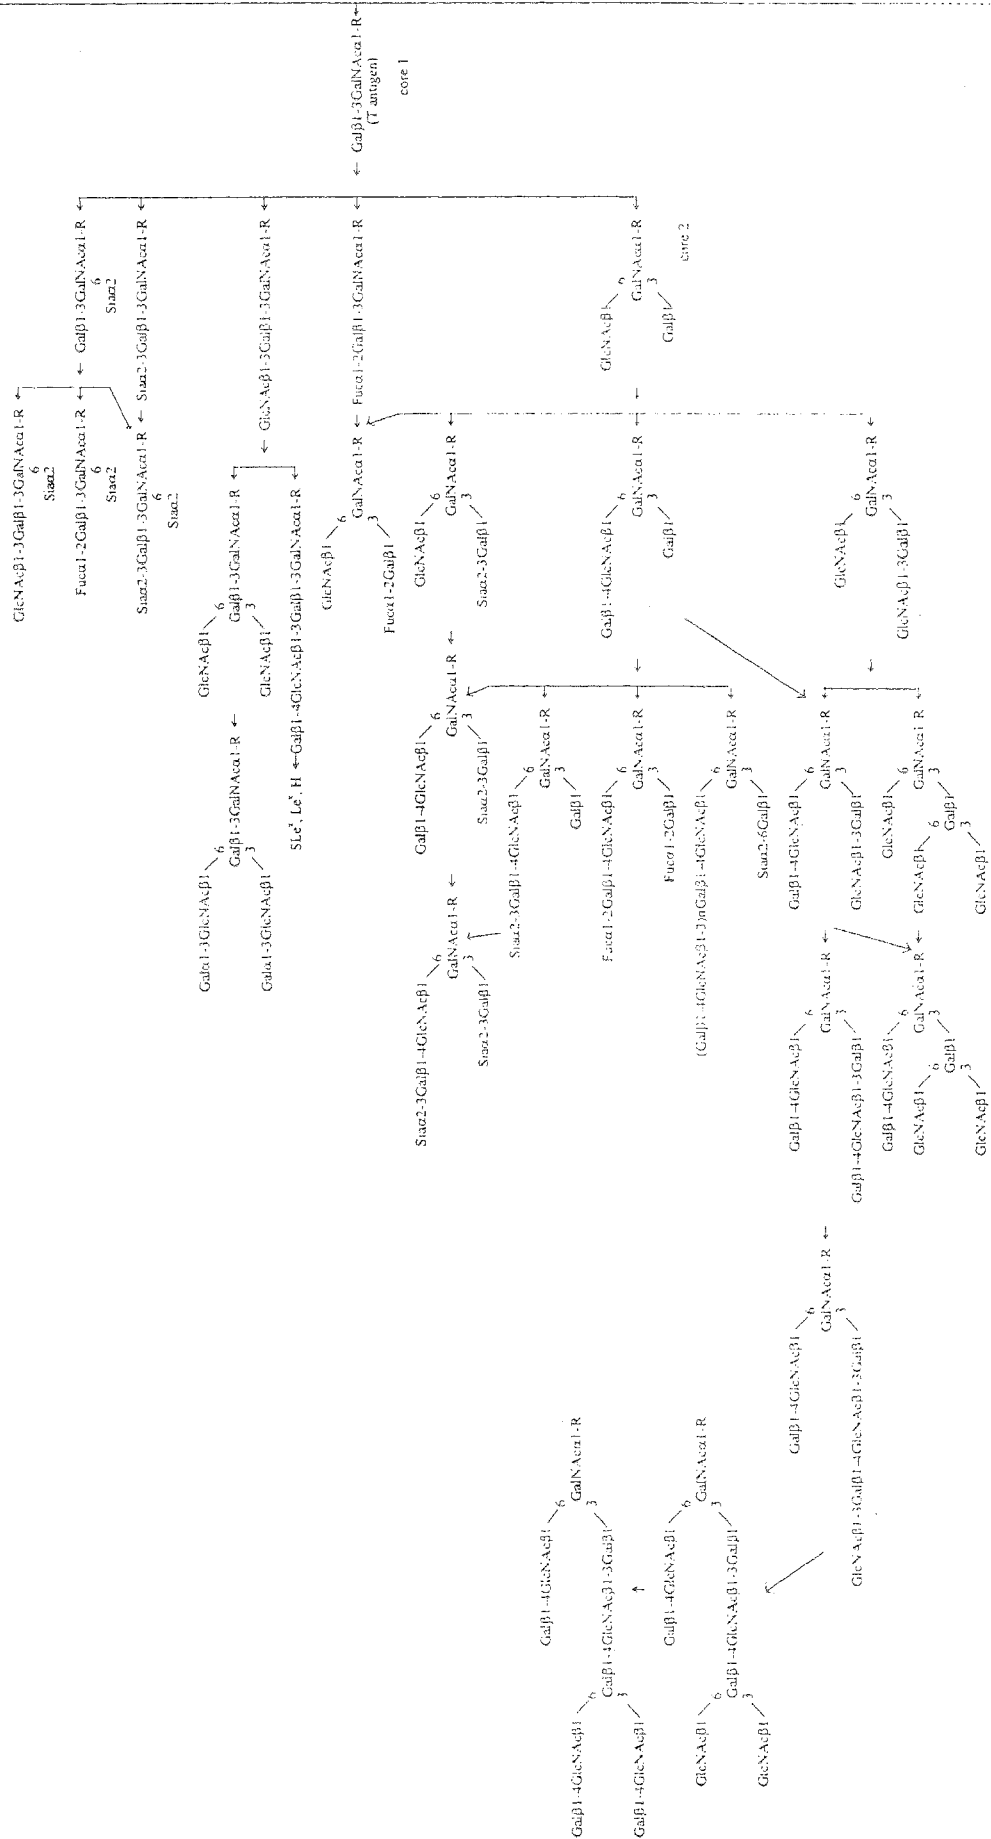 Galβ1-3GalNAcα1-R
(T antigen)
core 1
Galβ1-3GalNAcα1-R
6
Siaα2
Siaα2-3Galβ1-3GalNAcα1-R
GlcNAcβ1-3Galβ1-3GalNAcα1-R
Fucα1-2Galβ1-3GalNAcα1-R
GlcNAcβ1
6
GalNAcα1-R
3
Galβ1
core 2
GlcNAcβ1-3Galβ1-3GalNAcα1-R
6
Siaα2
Fucα1-2Galβ1-3GalNAcα1-R
6
Siaα2
Siaα2-3Galβ1-3GalNAcα1-R
6
Siaα2
GlcNAcβ1
6
Galβ1-3GalNAcα1-R
3
GlcNAcβ1
SLeˣ, Leˣ, H
Galβ1-4GlcNAcβ1-3Galβ1-3GalNAcα1-R
Galα1-3GlcNAcβ1
6
Galβ1-3GalNAcα1-R
3
Galα1-3GlcNAcβ1
GlcNAcβ1
6
GalNAcα1-R
3
Fucα1-2Galβ1
GlcNAcβ1
6
GalNAcα1-R
3
Siaα2-3Galβ1
Galβ1-4GlcNAcβ1
6
GalNAcα1-R
3
Galβ1
GlcNAcβ1
6
GalNAcα1-R
3
GlcNAcβ1-3Galβ1
Galβ1-4GlcNAcβ1
6
GalNAcα1-R
3
Siaα2-3Galβ1
Siaα2-3Galβ1-4GlcNAcβ1
6
GalNAcα1-R
3
Galβ1
Fucα1-2Galβ1-4GlcNAcβ1
6
GalNAcα1-R
3
Fucα1-2Galβ1
(Galβ1-4GlcNAcβ1-3)nGalβ1-4GlcNAcβ1
6
GalNAcα1-R
3
Siaα2-6Galβ1
Galβ1-4GlcNAcβ1
6
GalNAcα1-R
3
GlcNAcβ1-3Galβ1
GlcNAcβ1
6
GalNAcα1 R
3
GlcNAcβ1
6
Galβ1
3
GlcNAcβ1
Siaα2-3Galβ1-4GlcNAcβ1
6
GalNAcα1-R
3
Siaα2-3Galβ1
Galβ1-4GlcNAcβ1
6
GalNAcα1-R
3
Galβ1-4GlcNAcβ1-3Galβ1
Galβ1-4GlcNAcβ1
6
GalNAcα1-R
3
GlcNAcβ1
6
Galβ1
3
GlcNAcβ1
Galβ1-4GlcNAcβ1
6
GalNAcα1-R
3
GlcNAcβ1-3Galβ1-4GlcNAcβ1-3Galβ1
Galβ1-4GlcNAcβ1
6
GalNAcα1-R
3
Galβ1-4GlcNAcβ1
6
Galβ1-4GlcNAcβ1-3Galβ1
3
Galβ1-4GlcNAcβ1
Galβ1-4GlcNAcβ1
6
GalNAcα1-R
3
GlcNAcβ1
6
Galβ1-4GlcNAcβ1-3Galβ1
3
GlcNAcβ1